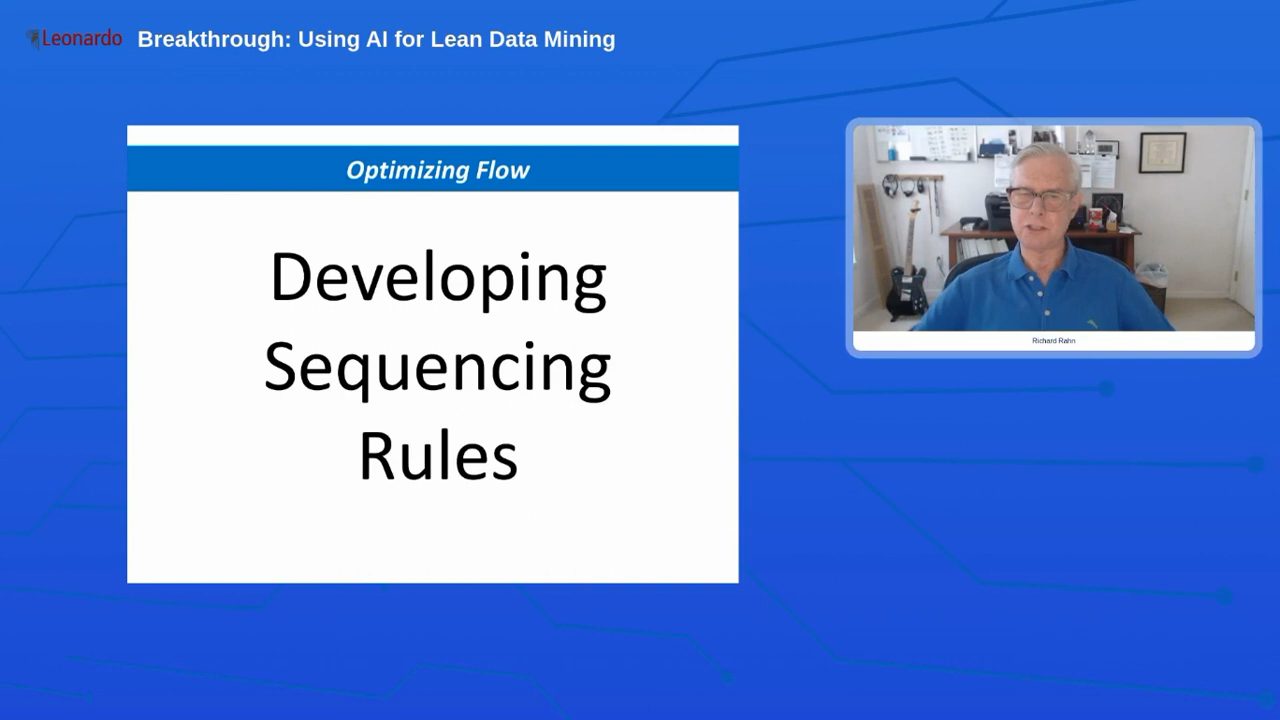 Leonardo
Breakthrough: Using AI for Lean Data Mining
Optimizing Flow
Developing
Sequencing
Rules
Richard Rahn